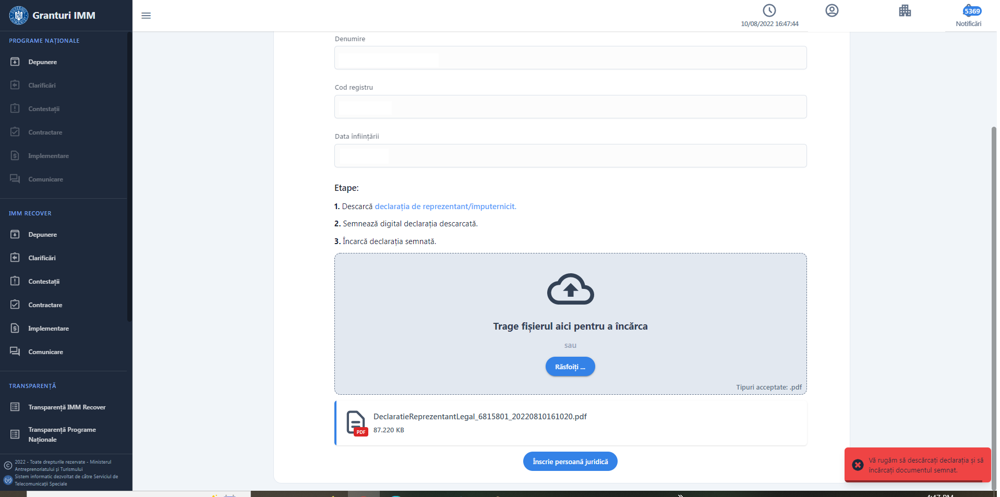 Granturi IMM
10/08/2022 16:47:44
5369
Notificări
PROGRAME NAȚIONALE
Depunere
Clarificări
Contestații
Contractare
Implementare
Comunicare
IMM RECOVER
Depunere
Clarificări
Contestații
Contractare
Implementare
Comunicare
TRANSPARENȚĂ
Transparență IMM Recover
Transparență Programe
Naționale
2022 - Toate drepturile rezervate - Ministerul
Antreprenoriatului și Turismului
Sistem informatic dezvoltat de către Serviciul de
Telecomunicații Speciale
Denumire
Cod registru
Data înființării
Etape:
1. Descarcă declarația de reprezentant/împuternicit.
2. Semnează digital declarația descarcată.
3. Încarcă declarația semnată.
Trage fișierul aici pentru a încărca
sau
Răsfoiți ...
Tipuri acceptate: .pdf
PDF
DeclaratieReprezentantLegal_6815801_20220810161020.pdf
87.220 KB
Înscrie persoană juridică
Vă rugăm să descărcați declarația și să
încărcați documentul semnat.
4:47 PM